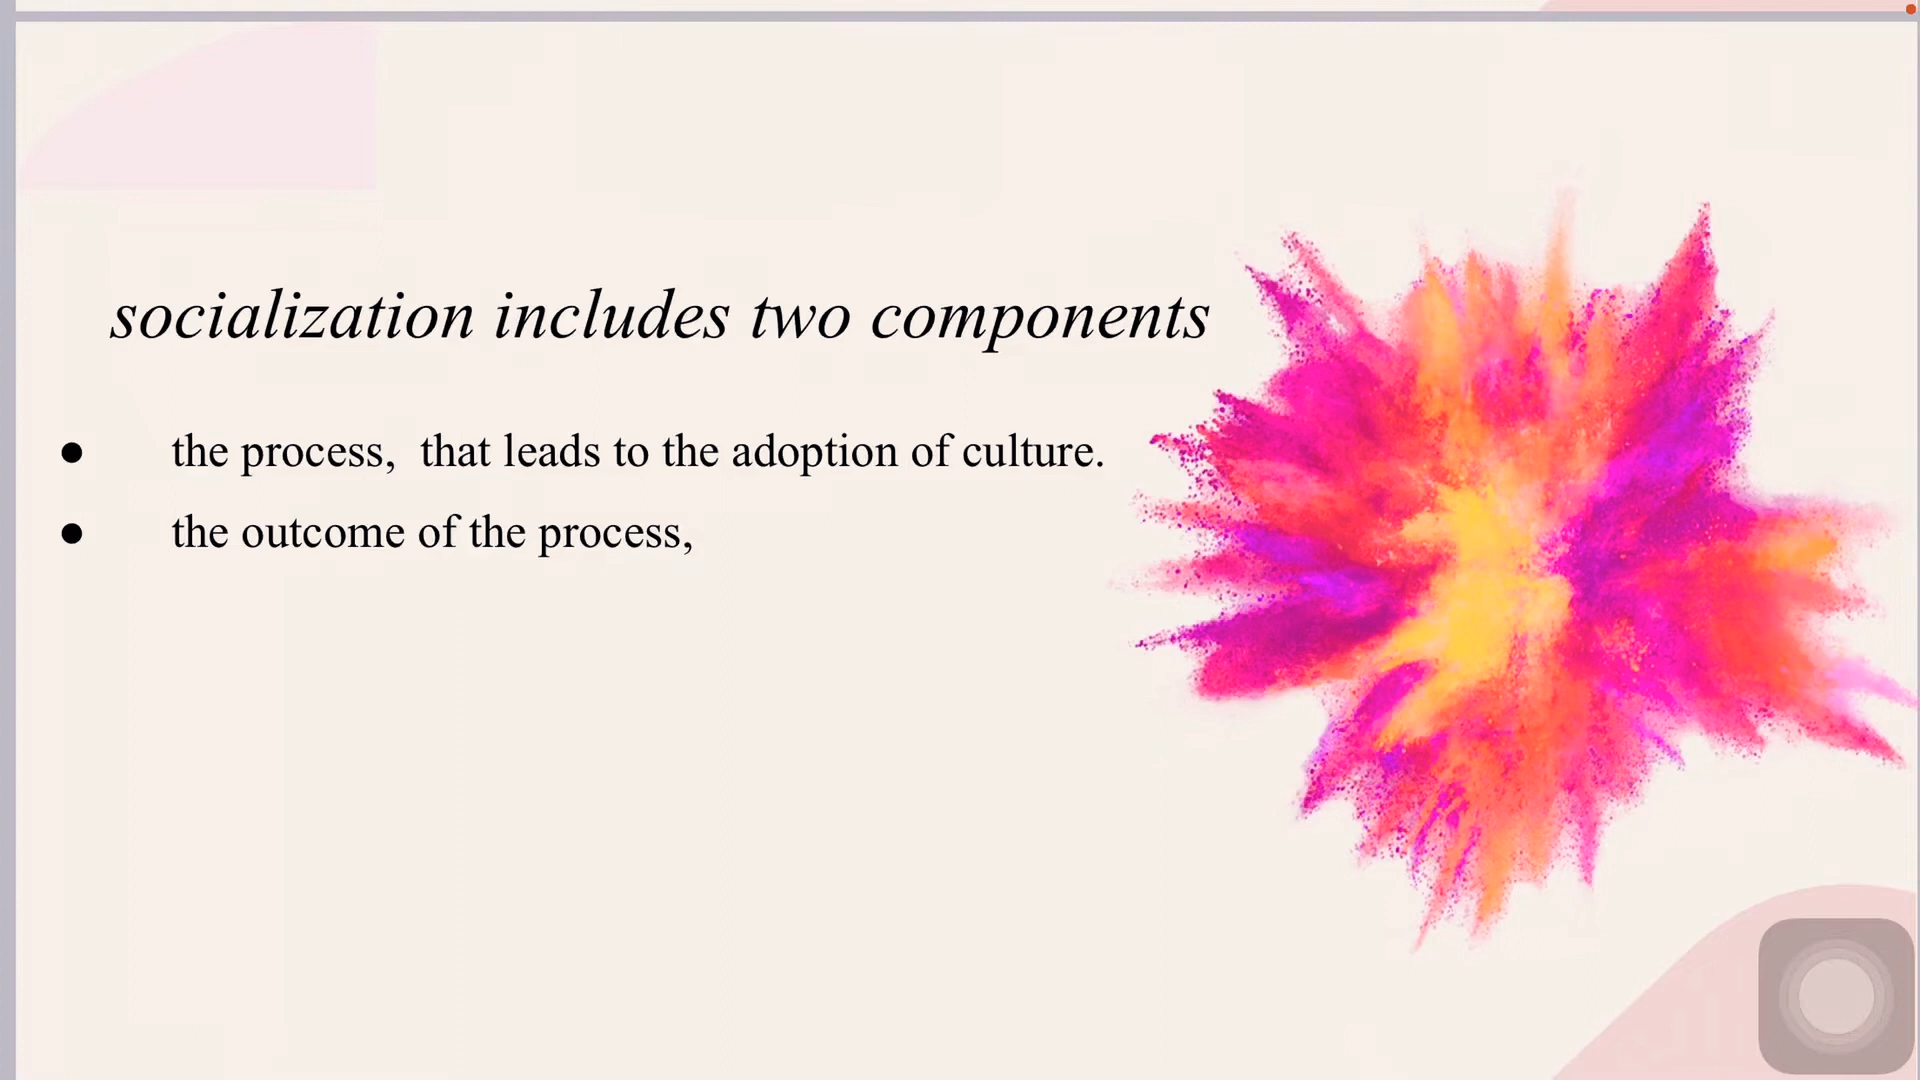 socialization includes two components
● the process,  that leads to the adoption of culture.
● the outcome of the process,